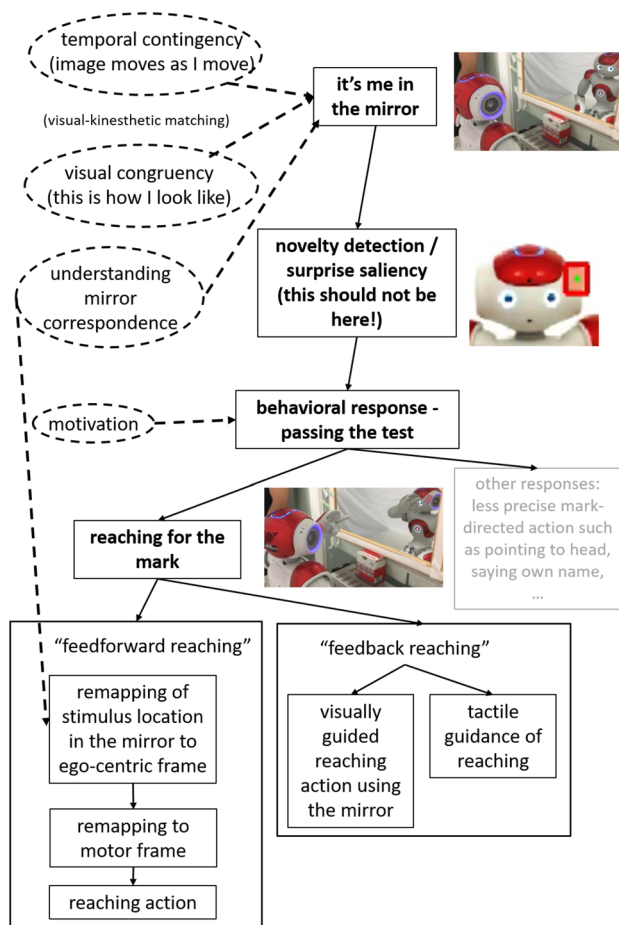 temporal contingency
(image moves as I move)
it’s me in
the mirror
(visual-kinesthetic matching)
visual congruency
(this is how I look like)
understanding
mirror
correspondence
novelty detection /
surprise saliency
(this should not be
here!)
motivation
behavioral response -
passing the test
other responses:
less precise mark-
directed action such
as pointing to head,
saying own name,
...
reaching for the
mark
“feedforward reaching”
remapping of
stimulus location
in the mirror to
ego-centric frame
remapping to
motor frame
reaching action
“feedback reaching”
visually
guided
reaching
action using
the mirror
tactile
guidance of
reaching